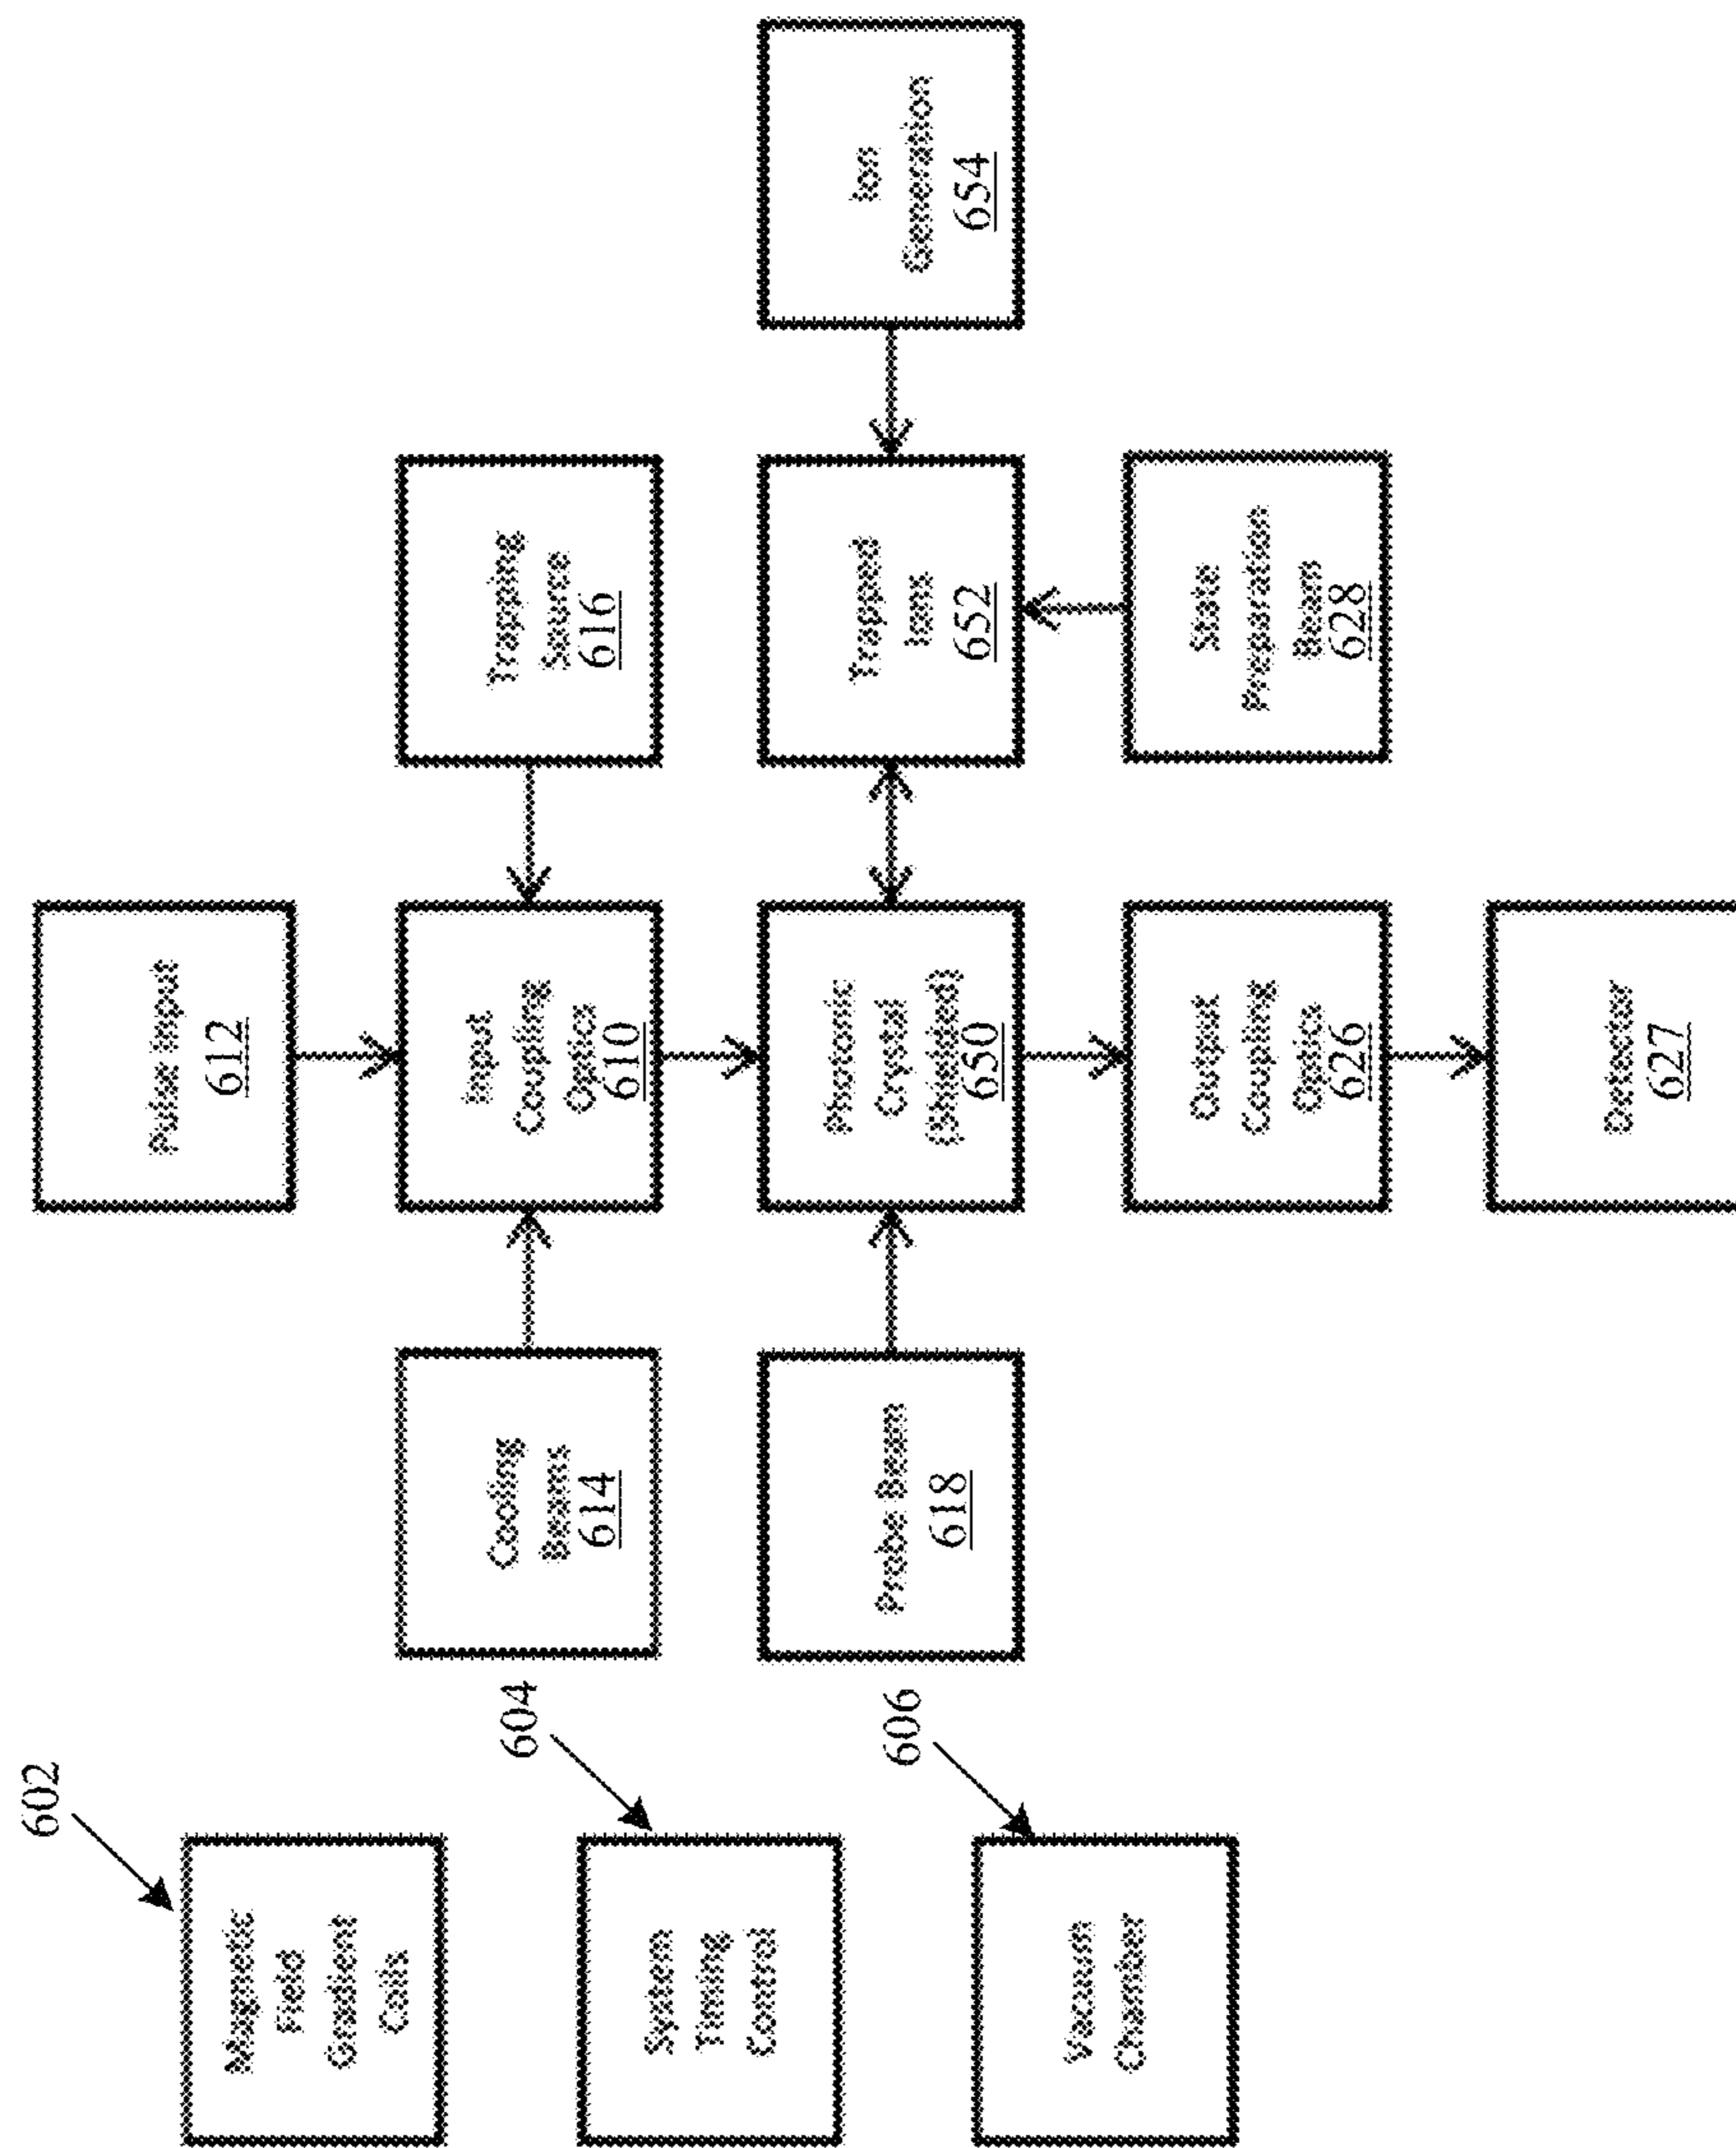 602
Magnetic
Field
Gradient
Coils
604
System
Timing
Control
606
Vacuum
Chamber
Pulse Input
612
Cooling
Beams
614
Input
Coupling
Optics
610
Trapping
Source
616
Probe Beam
618
Photonic
Crystal
(Shielded)
650
Trapped
Ions
652
Ion
Generation
654
Output
Coupling
Optics
626
State
Preparation
Beam
628
Detector
627